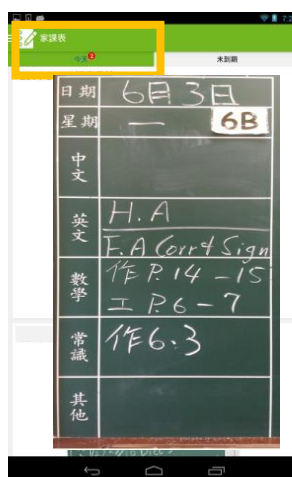 家課表
今天
未到期
日期 6月3日
星期 一 6B
中文
英文 H.A
F.A Corr & Sign
數學 作 P.14-15
工 P.6-7
常識 作6.3
其他